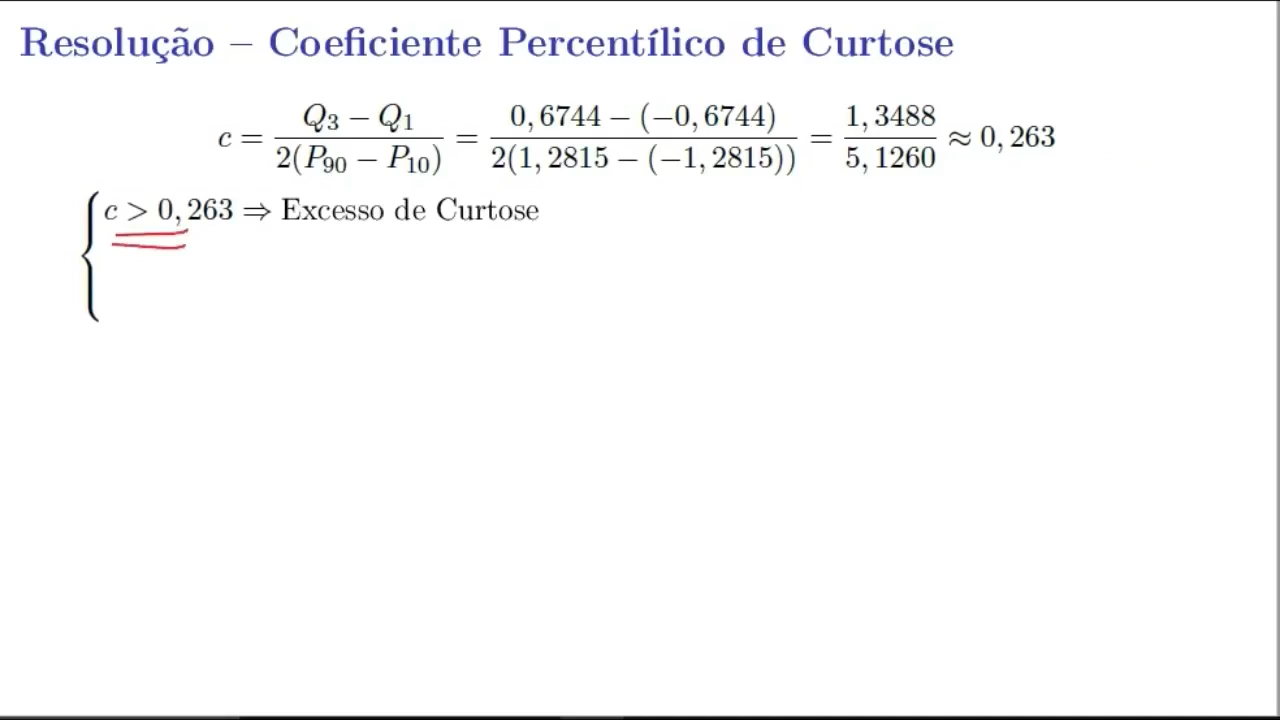 Resolução – Coeficiente Percentílico de Curtose
c = Q₃ − Q₁ / 2(P₉₀ − P₁₀) = 0,6744 − (−0,6744) / 2(1,2815 − (−1,2815)) = 1,3488 / 5,1260 ≈ 0,263
c > 0,263 ⇒ Excesso de Curtose